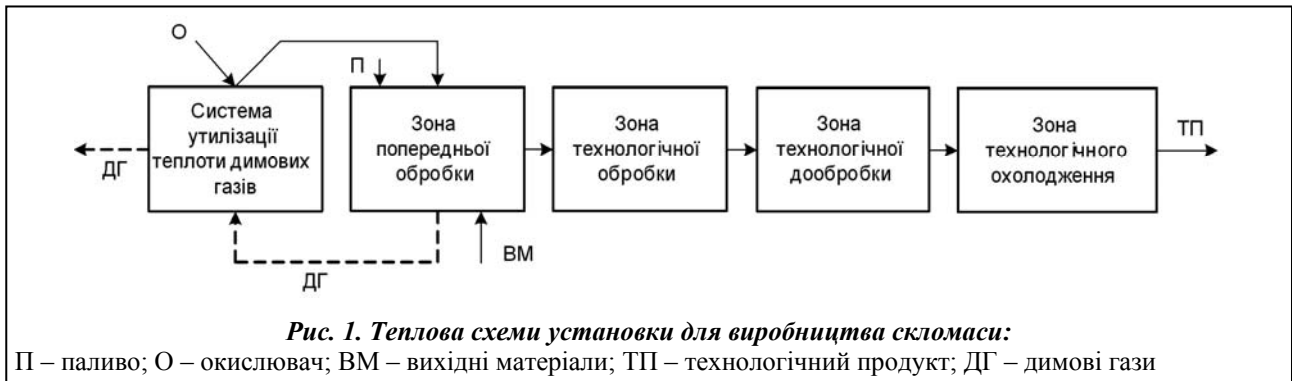 О
П
Система
утилізації
теплоти димових
газів
Зона
попередньої
обробки
Зона
технологічної
обробки
Зона
технологічної
дообробки
Зона
технологічного
охолодження
ТП
ДГ
ВМ
ДГ
Рис. 1. Теплова схеми установки для виробництва скломаси:
П – паливо; О – окислювач; ВМ – вихідні матеріали; ТП – технологічний продукт; ДГ – димові гази